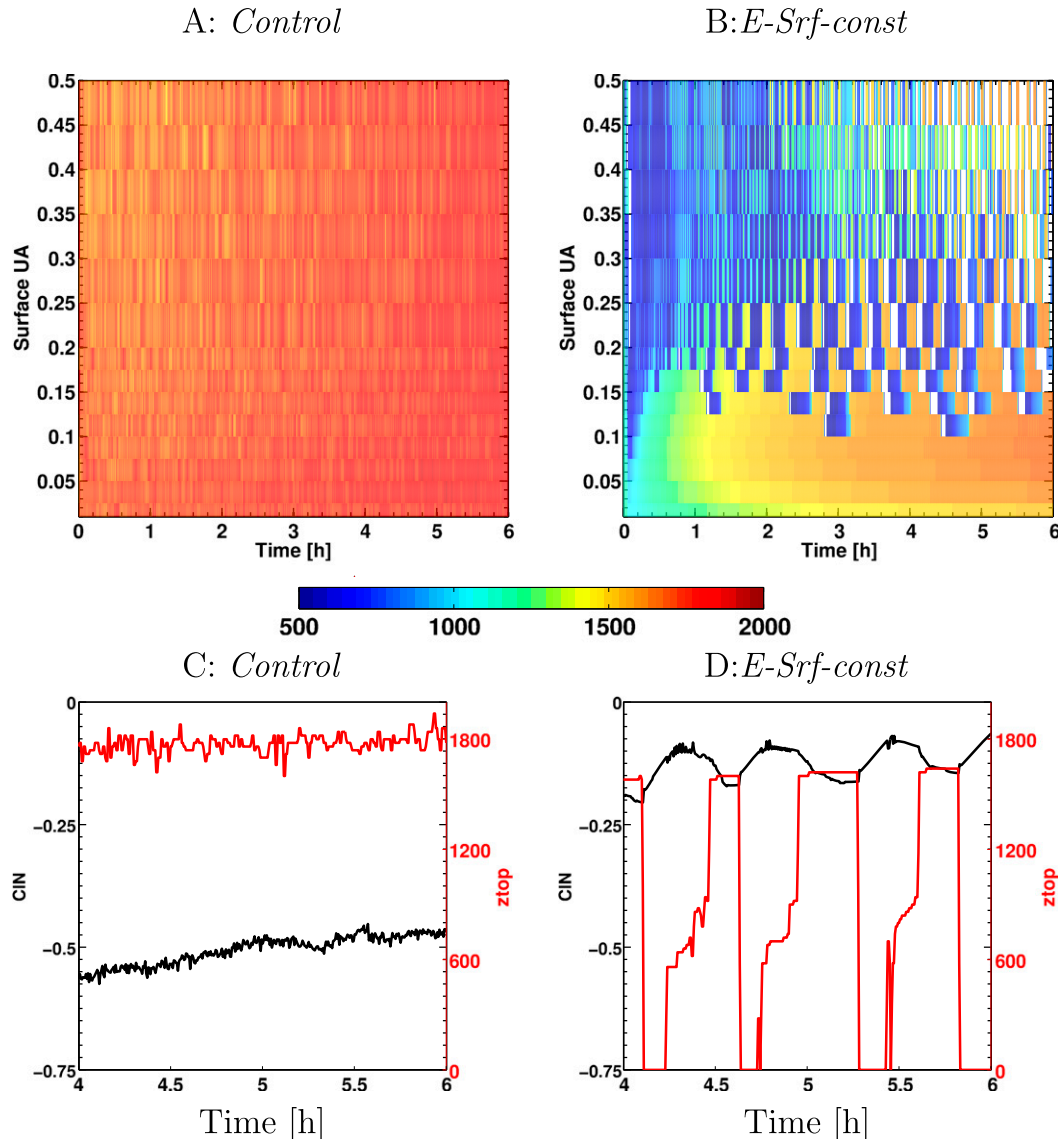 A: Control
B:E-Srf-const
0.5
0.45
0.4
0.35
0.3
0.25
0.2
0.15
0.1
0.05
Surface UA
0 1 2 3 4 5 6
Time [h]
0.5
0.45
0.4
0.35
0.3
0.25
0.2
0.15
0.1
0.05
Surface UA
0 1 2 3 4 5 6
Time [h]
500 1000 1500 2000
C: Control
D:E-Srf-const
0
−0.25
−0.5
−0.75
CIN
1800
1200
600
0
ztop
4 4.5 5 5.5 6
Time [h]
0
−0.25
−0.5
−0.75
CIN
1800
1200
600
0
ztop
4 4.5 5 5.5 6
Time [h]